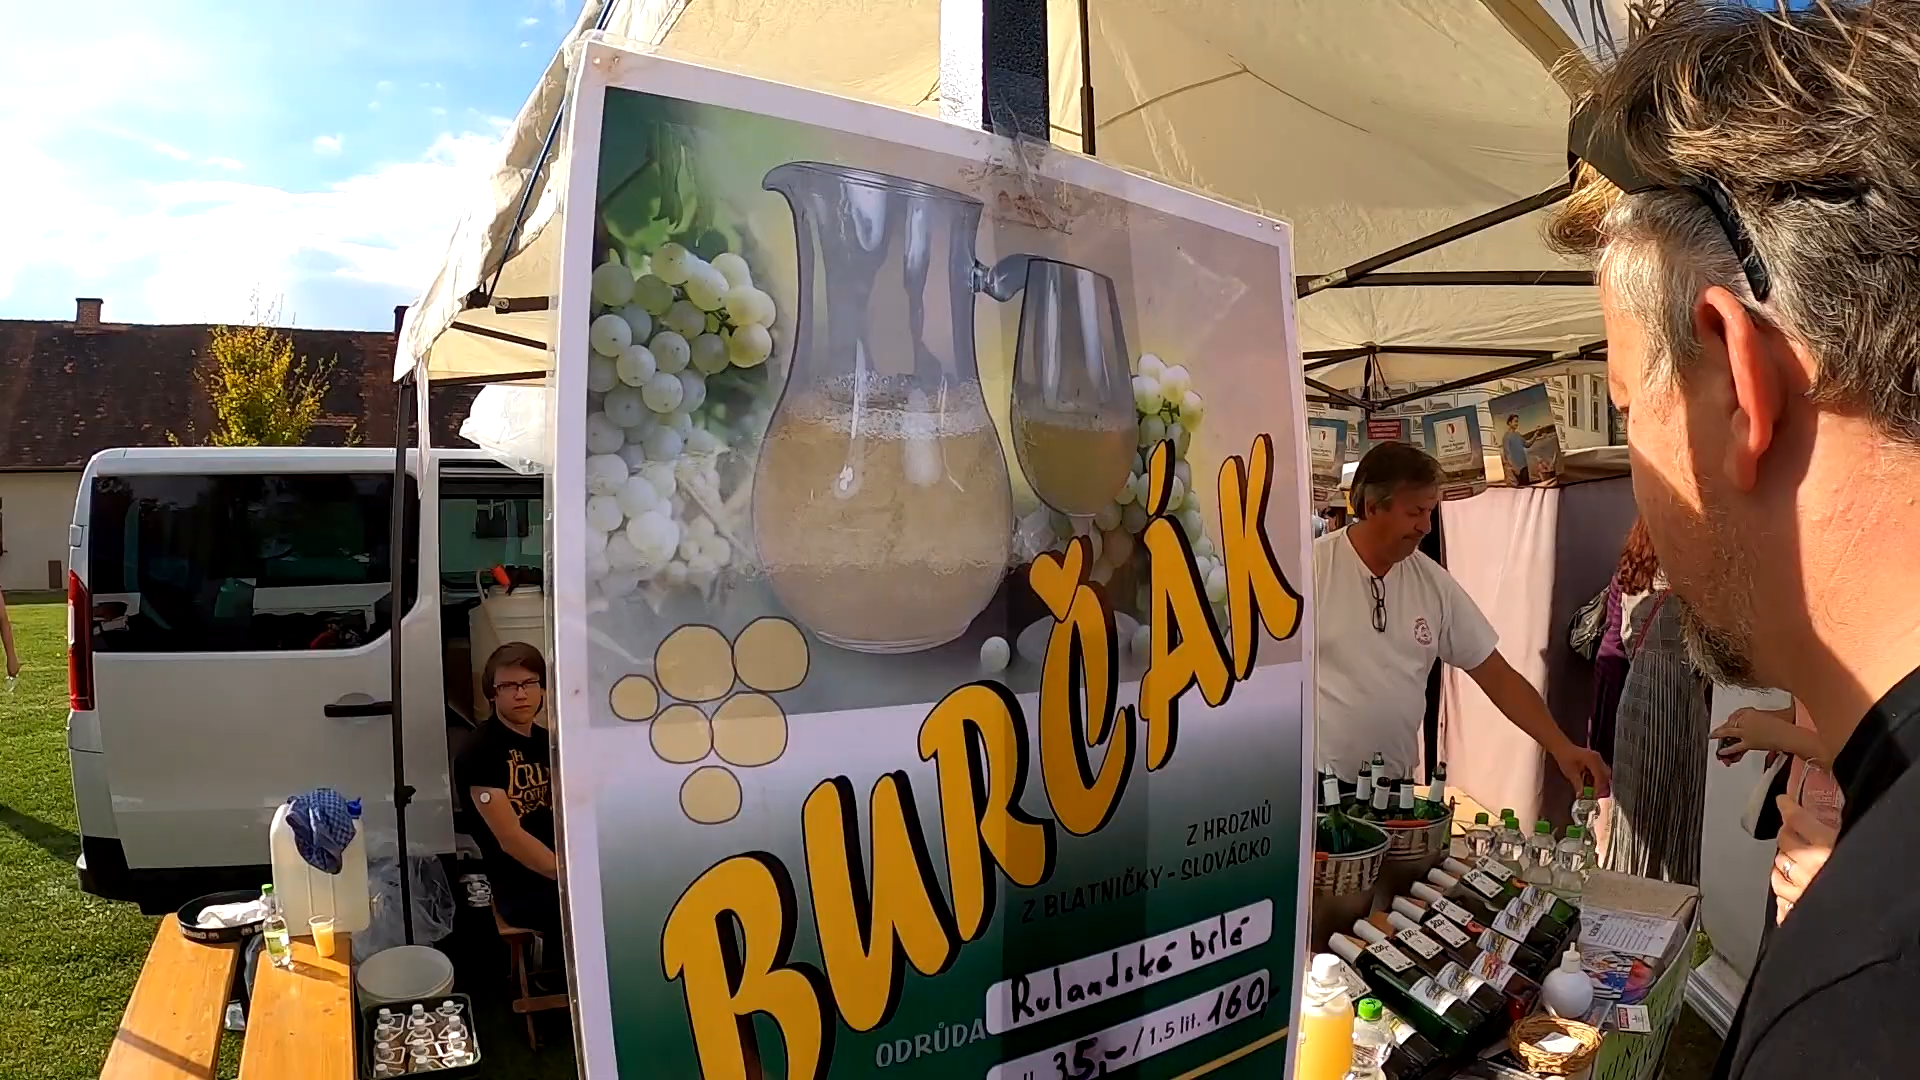 BURČÁK
Z HROZNŮ
Z BLATNIČKY - SLOVÁCKO
ODRŮDA Rulandské bílé
35,- / 1.5 lit. 160,-